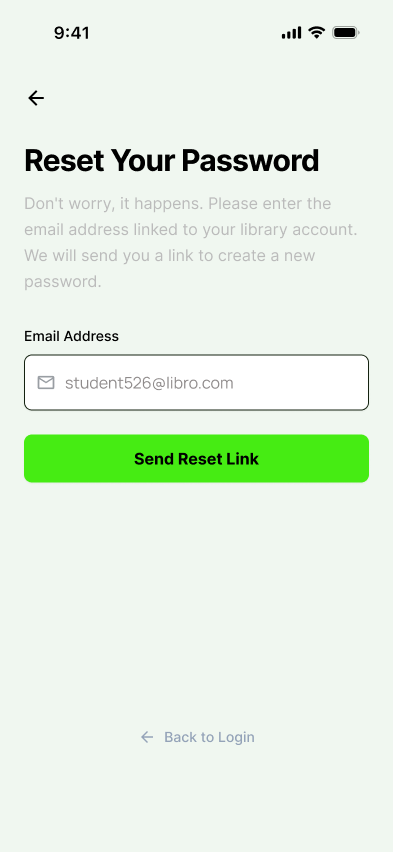 9:41
Reset Your Password
Don't worry, it happens. Please enter the
email address linked to your library account.
We will send you a link to create a new
password.
Email Address
student526@libro.com
Send Reset Link
Back to Login